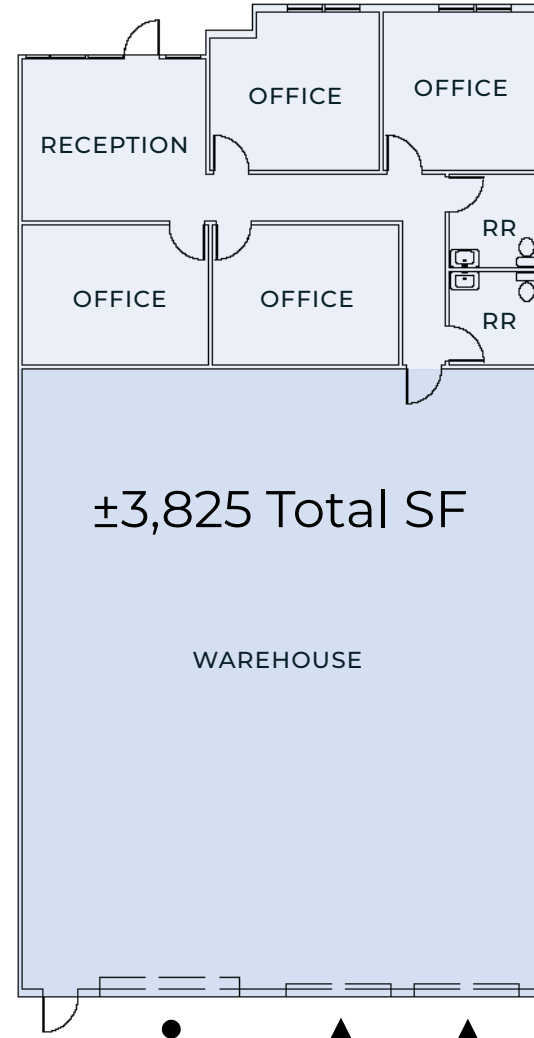 OFFICE
OFFICE
RECEPTION
RR
OFFICE
OFFICE
RR
±3,825 Total SF
WAREHOUSE